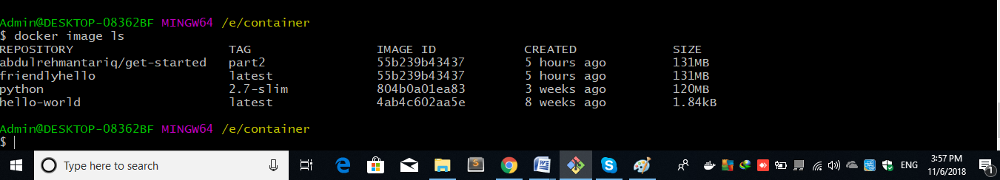 Admin@DESKTOP-08362BF MINGW64 /e/container
$ docker image ls
REPOSITORY TAG IMAGE ID CREATED SIZE
abdulrehmantariq/get-started part2 55b239b43437 5 hours ago 131MB
friendlyhello latest 55b239b43437 5 hours ago 131MB
python 2.7-slim 804b0a01ea83 3 weeks ago 120MB
hello-world latest 4ab4c602aa5e 8 weeks ago 1.84kB
Admin@DESKTOP-08362BF MINGW64 /e/container
$
Type here to search
ENG
3:57 PM
11/6/2018
1